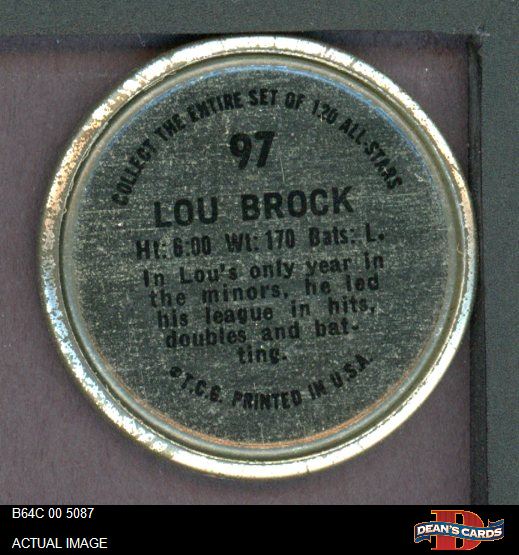 COLLECT THE ENTIRE SET OF 120 ALL-STARS
97
LOU BROCK
Ht: 6:00 Wt: 170 Bats: L.
In Lou's only year in
the minors, he led
his league in hits,
doubles and bat-
ting.
©T.C.G. PRINTED IN U.S.A.
B64C 00 5087
ACTUAL IMAGE
D
DEAN'S CARDS